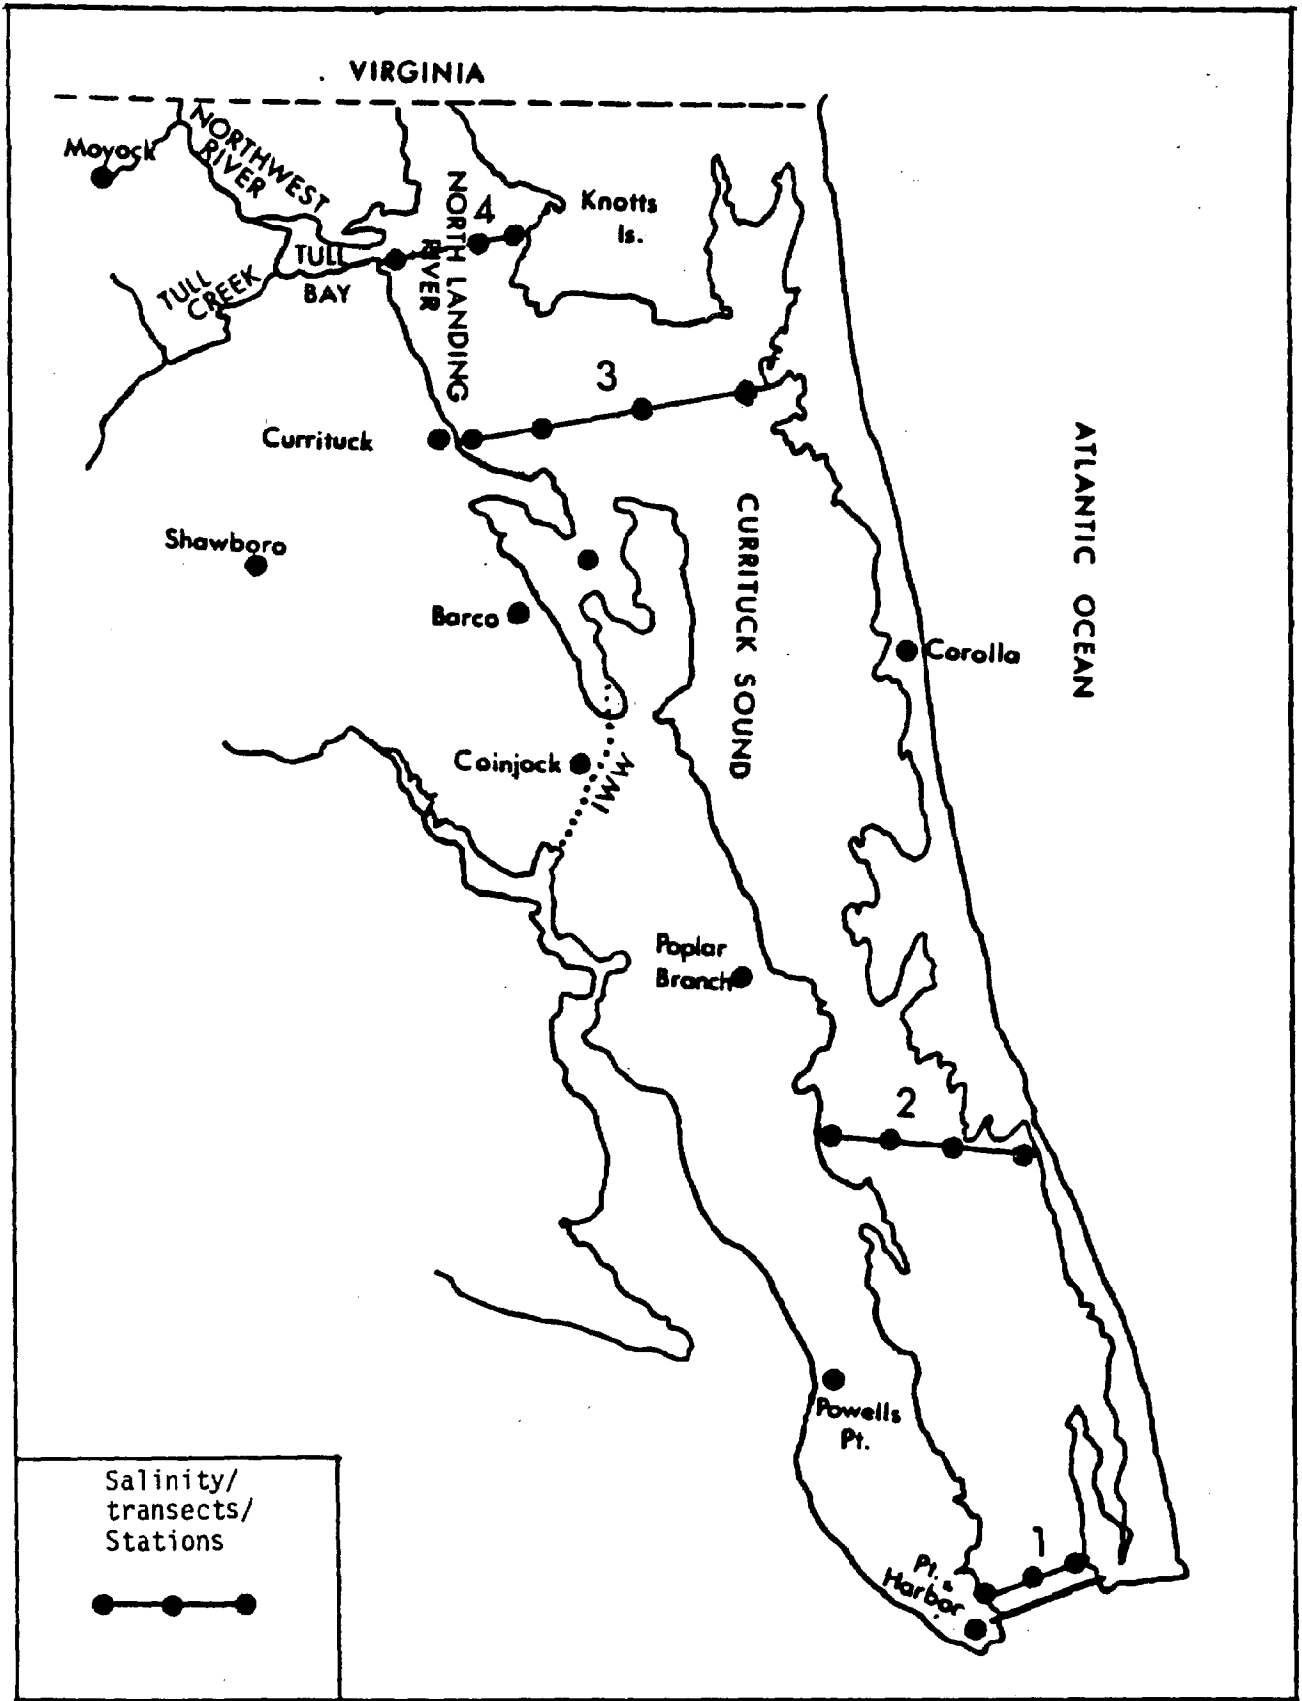 VIRGINIA
Moyock
NORTHWEST
RIVER
NORTH LANDING
RIVER
4
Knotts
Is.
TULL
BAY
TULL
CREEK
3
Currituck
ATLANTIC OCEAN
CURRITUCK SOUND
Shawboro
Barco
Corolla
Coinjock
IWW
Poplar
Branch
2
Powells
Pt.
1
Pt.
Harbor
Salinity/
transects/
Stations